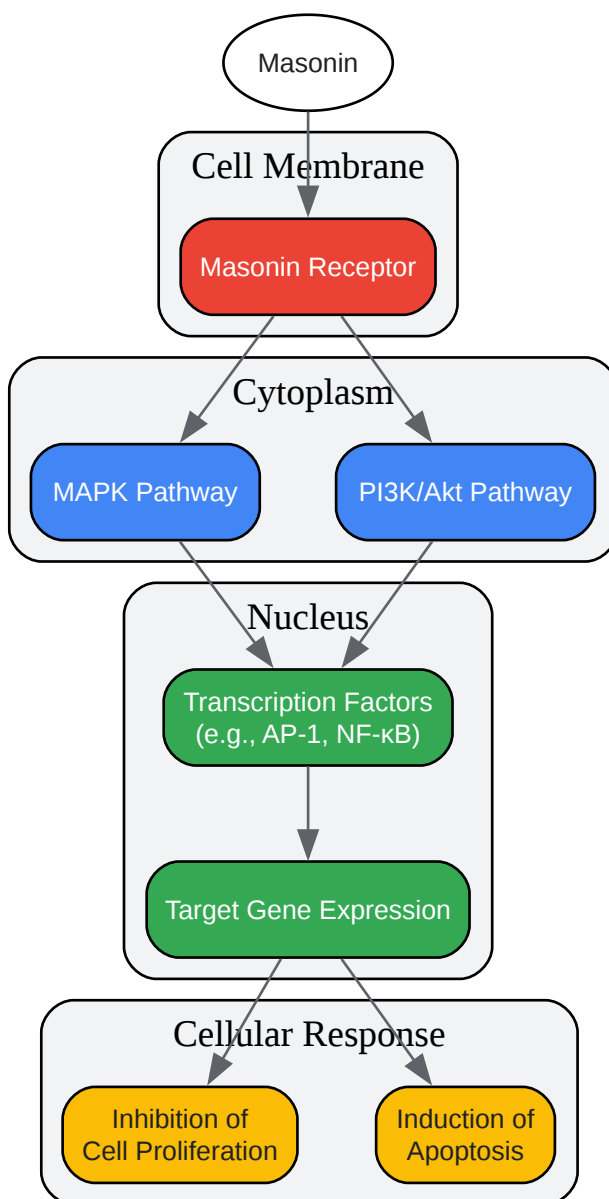 Masonin
Cell Membrane
Masonin Receptor
Cytoplasm
MAPK Pathway
PI3K/Akt Pathway
Nucleus
Transcription Factors
(e.g., AP-1, NF-κB)
Target Gene Expression
Cellular Response
Inhibition of
Cell Proliferation
Induction of
Apoptosis